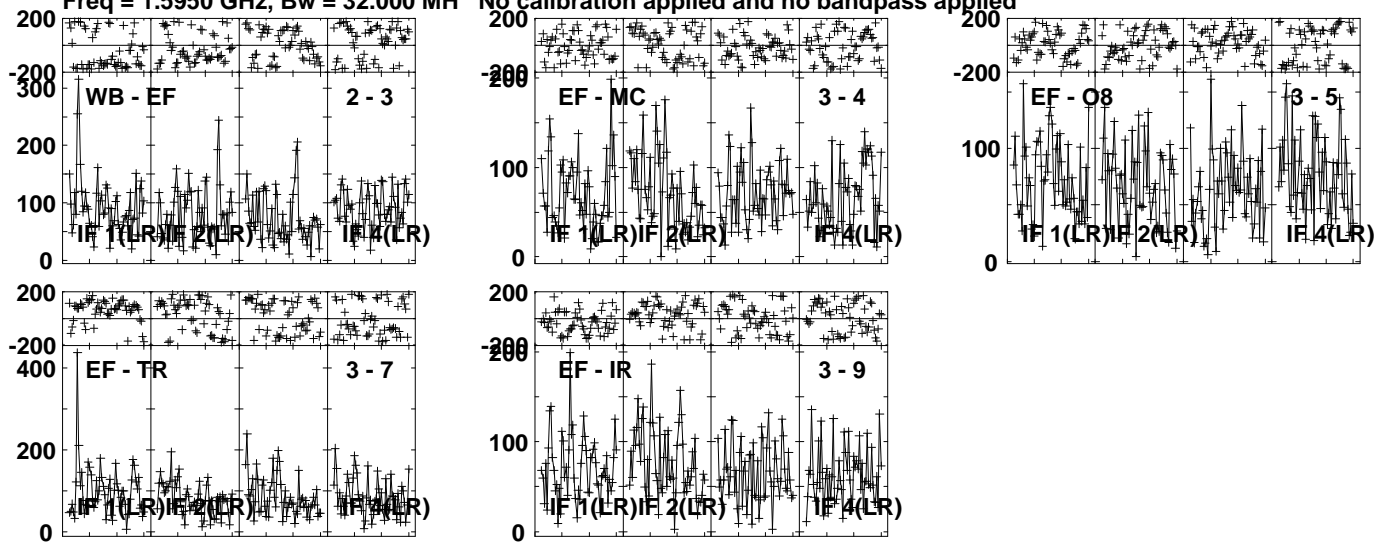 Freq = 1.5950 GHz, Bw = 32.000 MH No calibration applied and no bandpass applied
200
-200
300
200
100
0
WB - EF 2 - 3
IF 1(LR) IF 2(LR) IF 4(LR)
200
-200
200
100
0
EF - MC 3 - 4
IF 1(LR) IF 2(LR) IF 4(LR)
200
-200
100
0
EF - O8 3 - 5
IF 1(LR) IF 2(LR) IF 4(LR)
200
-200
400
200
0
EF - TR 3 - 7
IF 1(LR) IF 2(LR) IF 4(LR)
200
-200
200
100
0
EF - IR 3 - 9
IF 1(LR) IF 2(LR) IF 4(LR)